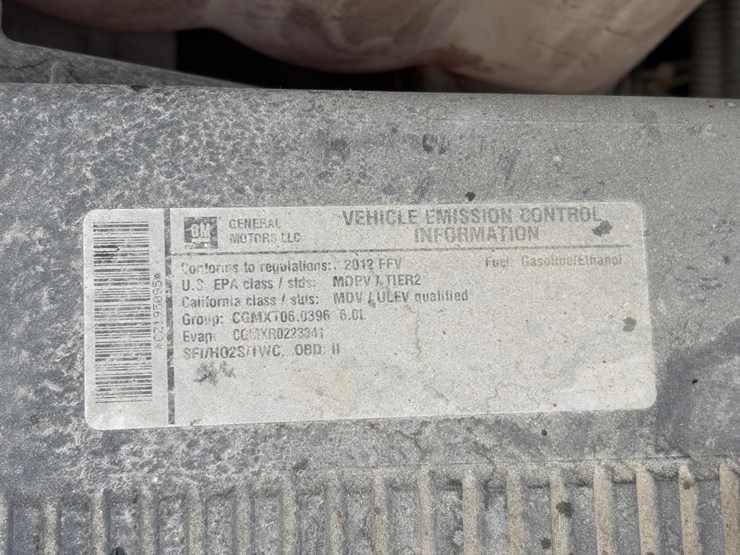 GM
GENERAL
MOTORS LLC
VEHICLE EMISSION CONTROL
INFORMATION
Conforms to regulations: 2012 FFV
Fuel: Gasoline/Ethanol
U.S. EPA class / stds: MDPV / TIER2
California class / stds: MDV / ULEV qualified
Group: CGMXT06.0396 6.0L
Evap: CGMXR0223941
SFI/HO2S/TWC, OBD: II